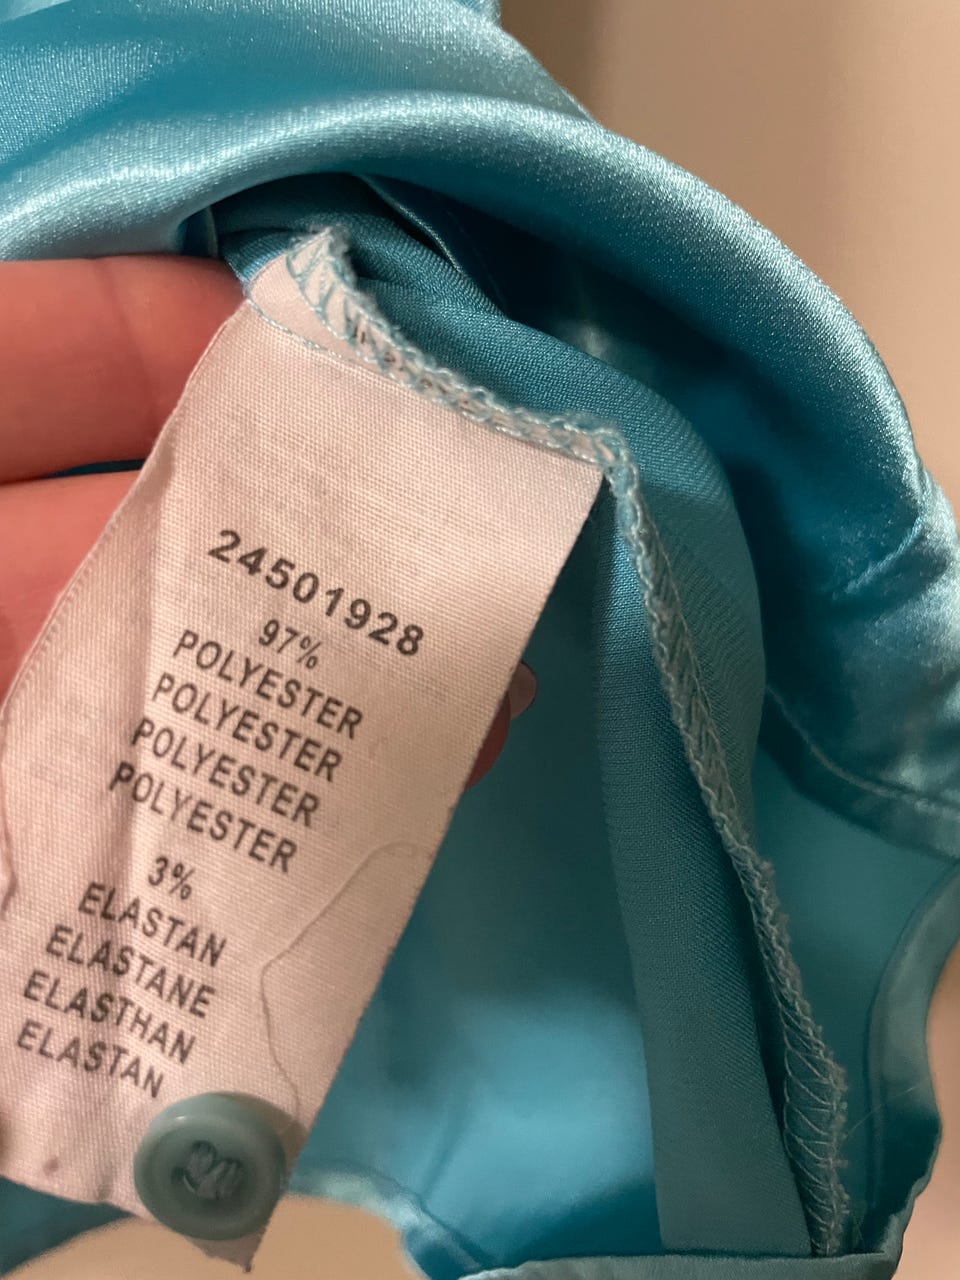 24501928
97%
POLYESTER
POLYESTER
POLYESTER
POLYESTER
3%
ELASTAN
ELASTANE
ELASTHAN
ELASTAN